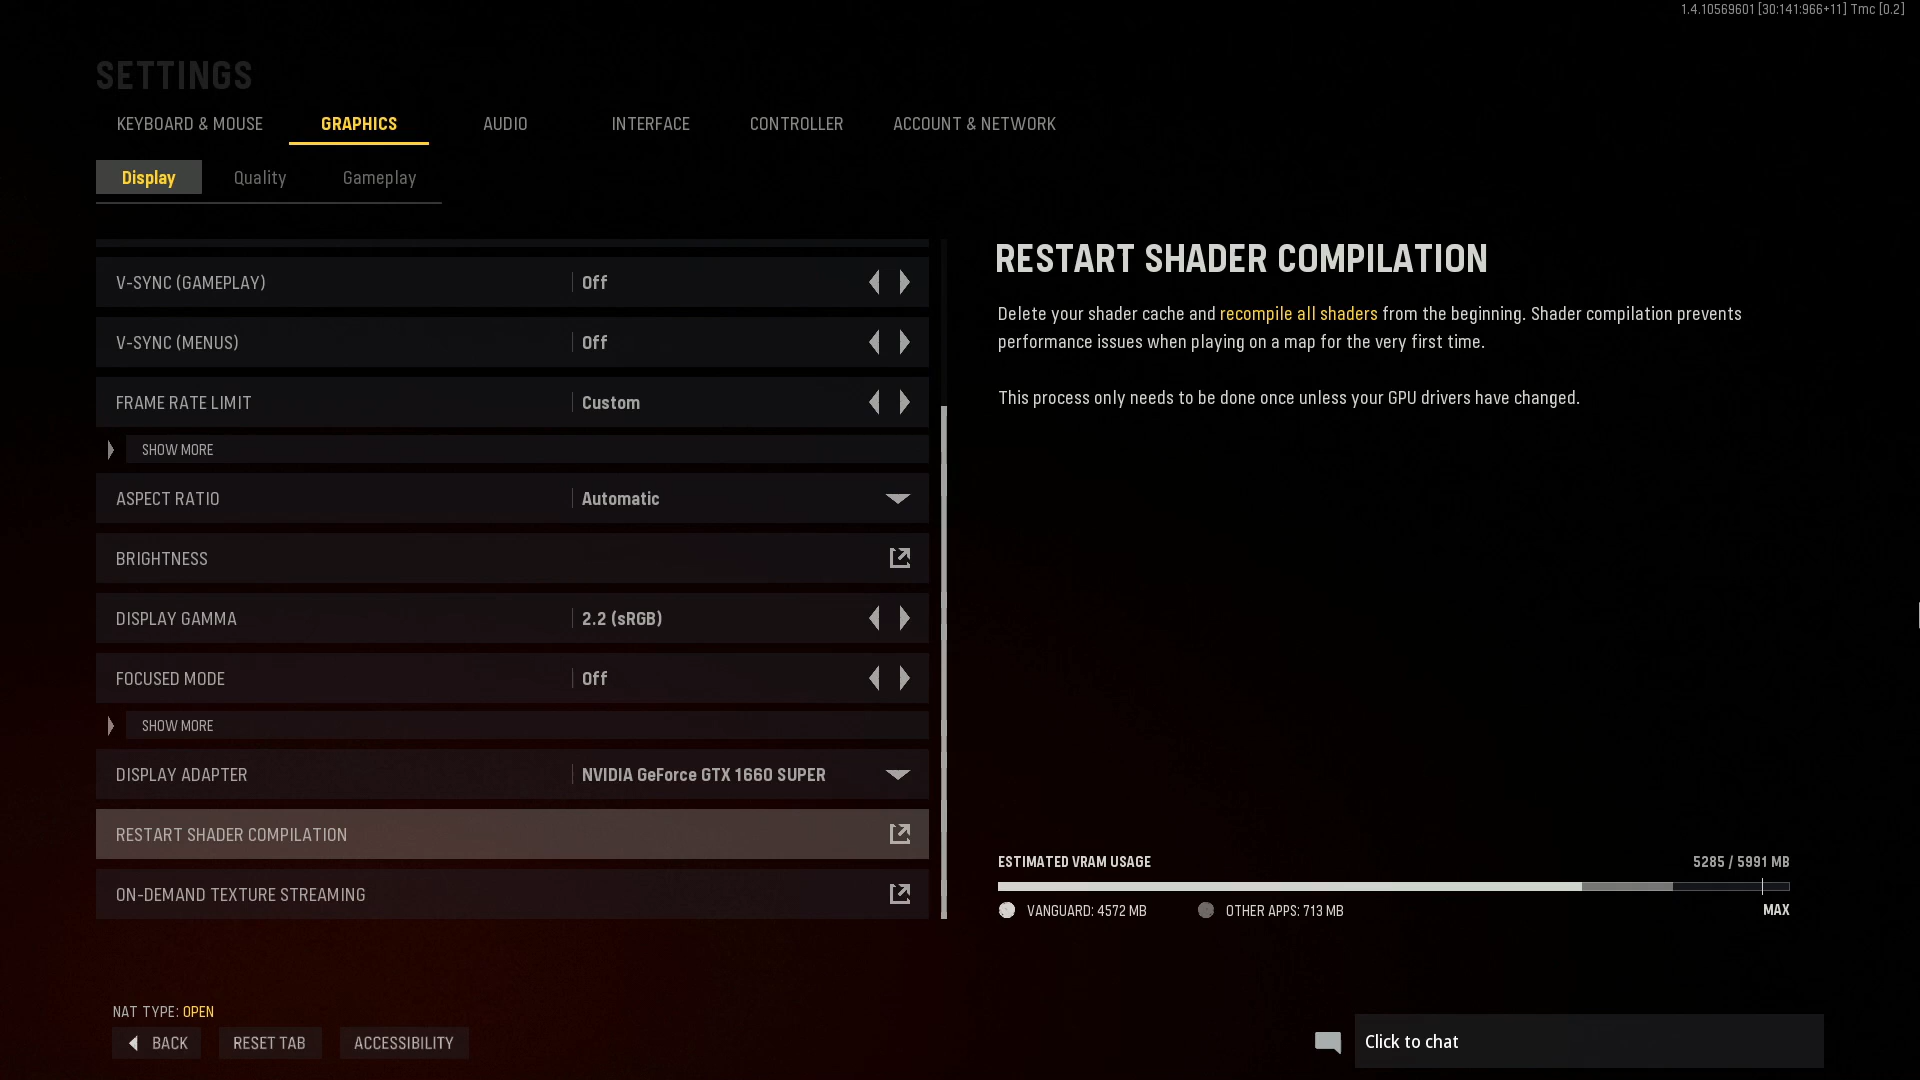 1.4.10569601 [30:141:966+11] Tmc [0.2]
SETTINGS
KEYBOARD & MOUSE
GRAPHICS
AUDIO
INTERFACE
CONTROLLER
ACCOUNT & NETWORK
Display
Quality
Gameplay
V-SYNC (GAMEPLAY) Off
V-SYNC (MENUS) Off
FRAME RATE LIMIT Custom
SHOW MORE
ASPECT RATIO Automatic
BRIGHTNESS
DISPLAY GAMMA 2.2 (sRGB)
FOCUSED MODE Off
SHOW MORE
DISPLAY ADAPTER NVIDIA GeForce GTX 1660 SUPER
RESTART SHADER COMPILATION
ON-DEMAND TEXTURE STREAMING
RESTART SHADER COMPILATION
Delete your shader cache and recompile all shaders from the beginning. Shader compilation prevents
performance issues when playing on a map for the very first time.
This process only needs to be done once unless your GPU drivers have changed.
ESTIMATED VRAM USAGE 5285 / 5991 MB
VANGUARD: 4572 MB OTHER APPS: 713 MB MAX
NAT TYPE: OPEN
BACK RESET TAB ACCESSIBILITY
Click to chat